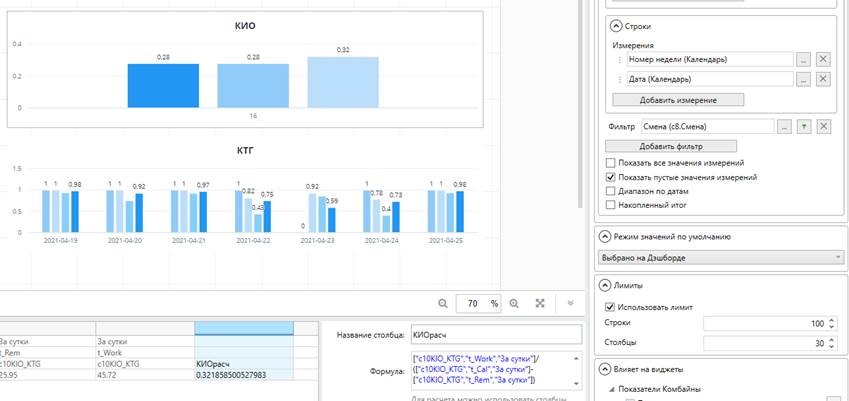 КИО
0.4
0.28
0.28
0.32
0.2
0
16
КТГ
1.5
1
1 1 0,98
1 1 0,92
1 1 0,97
1 0,82 0,43 0,75
0 0,92 0,59
1 0,78 0,4 0,73
1 1 0,98
0.5
0
2021-04-19 2021-04-20 2021-04-21 2021-04-22 2021-04-23 2021-04-24 2021-04-25
70 %
За сутки За сутки
t_Rem t_Work
c10KIO_KTG c10KIO_KTG КИОрасч
25.95 45.72 0.321858500527983
Название столбца: КИОрасч
Формула:
["c10KIO_KTG","t_Work","За сутки"]/
(["c10KIO_KTG","t_Cal","За сутки"]-
["c10KIO_KTG","t_Rem","За сутки"])
Для расчета можно использовать столбцы
Строки
Измерения
Номер недели (Календарь) ...
Дата (Календарь) ...
Добавить измерение
Фильтр Смена (c8.Смена) ...
Добавить фильтр
Показать все значения измерений
Показать пустые значения измерений
Диапазон по датам
Накопленный итог
Режим значений по умолчанию
Выбрано на Дэшборде
Лимиты
Использовать лимит
Строки 100
Столбцы 30
Влияет на виджеты
Показатели Комбайны